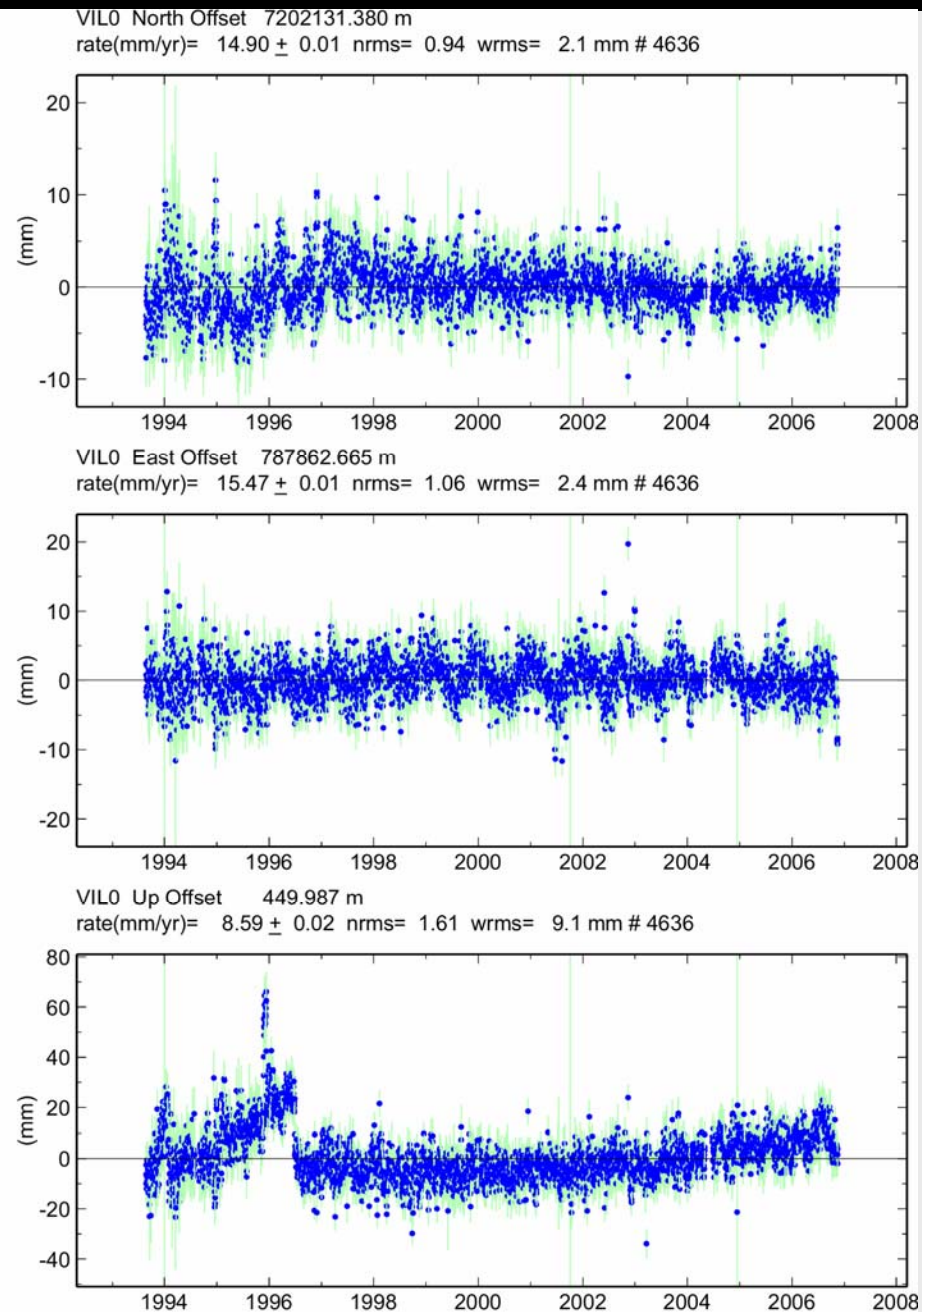 VIL0 North Offset 7202131.380 m
rate(mm/yr)= 14.90 ± 0.01 nrms= 0.94 wrms= 2.1 mm # 4636
20
10
0
-10
(mm)
1994 1996 1998 2000 2002 2004 2006 2008
VIL0 East Offset 787862.665 m
rate(mm/yr)= 15.47 ± 0.01 nrms= 1.06 wrms= 2.4 mm # 4636
20
10
0
-10
-20
(mm)
1994 1996 1998 2000 2002 2004 2006 2008
VIL0 Up Offset 449.987 m
rate(mm/yr)= 8.59 ± 0.02 nrms= 1.61 wrms= 9.1 mm # 4636
80
60
40
20
0
-20
-40
(mm)
1994 1996 1998 2000 2002 2004 2006 2008